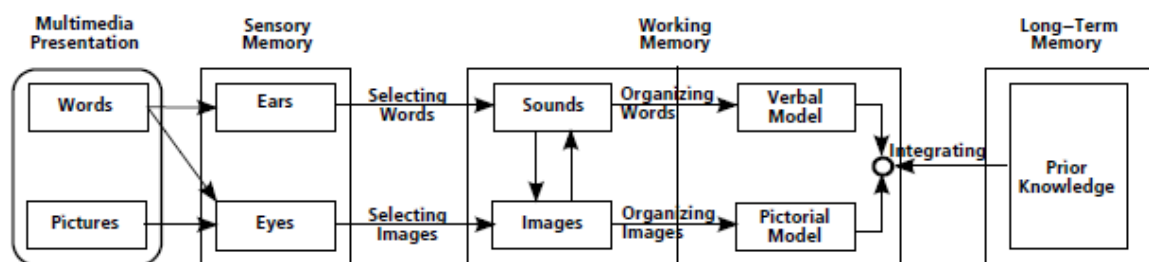 Multimedia
Presentation
Sensory
Memory
Working
Memory
Long-Term
Memory
Words
Ears
Selecting
Words
Sounds
Organizing
Words
Verbal
Model
Integrating
Prior
Knowledge
Pictures
Eyes
Selecting
Images
Images
Organizing
Images
Pictorial
Model